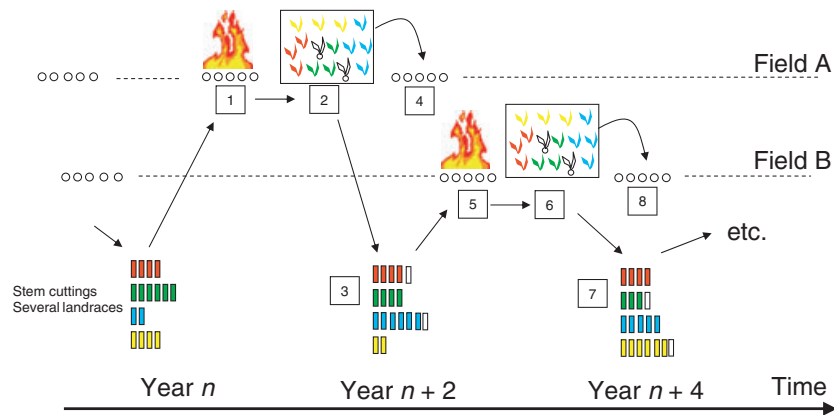 Field A
1
2
4
Field B
5
6
8
etc.
3
7
Stem cuttings
Several landraces
Year n
Year n + 2
Year n + 4
Time